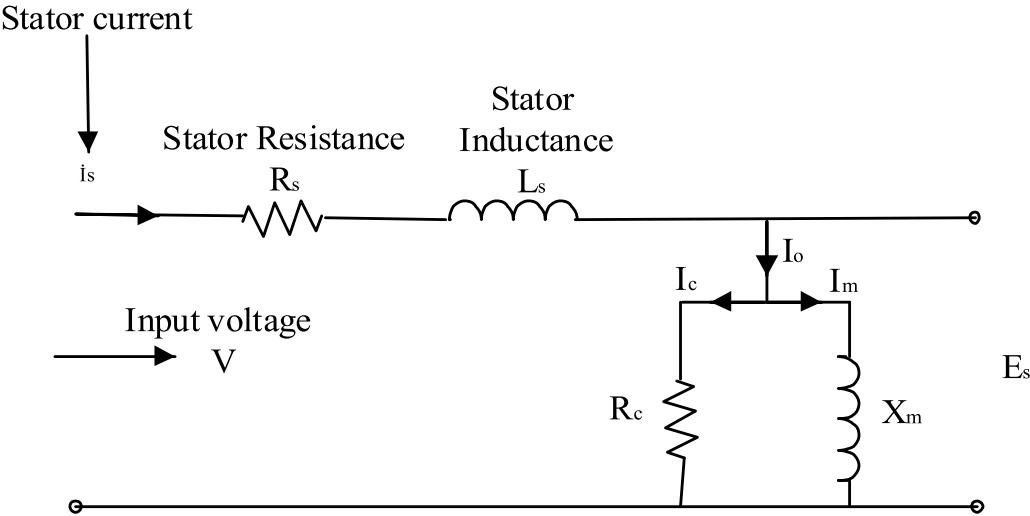 Stator current
Stator
Stator Resistance
Inductance
is
Rs
Ls
Io
Ic
Im
Input voltage
V
Es
Rc
Xm